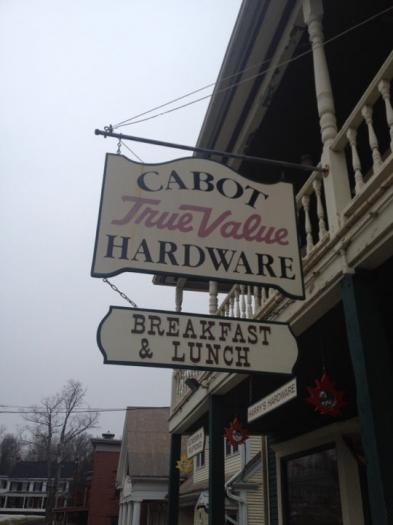 CABOT
True Value
HARDWARE
BREAKFAST
& LUNCH
HARRY'S HARDWARE